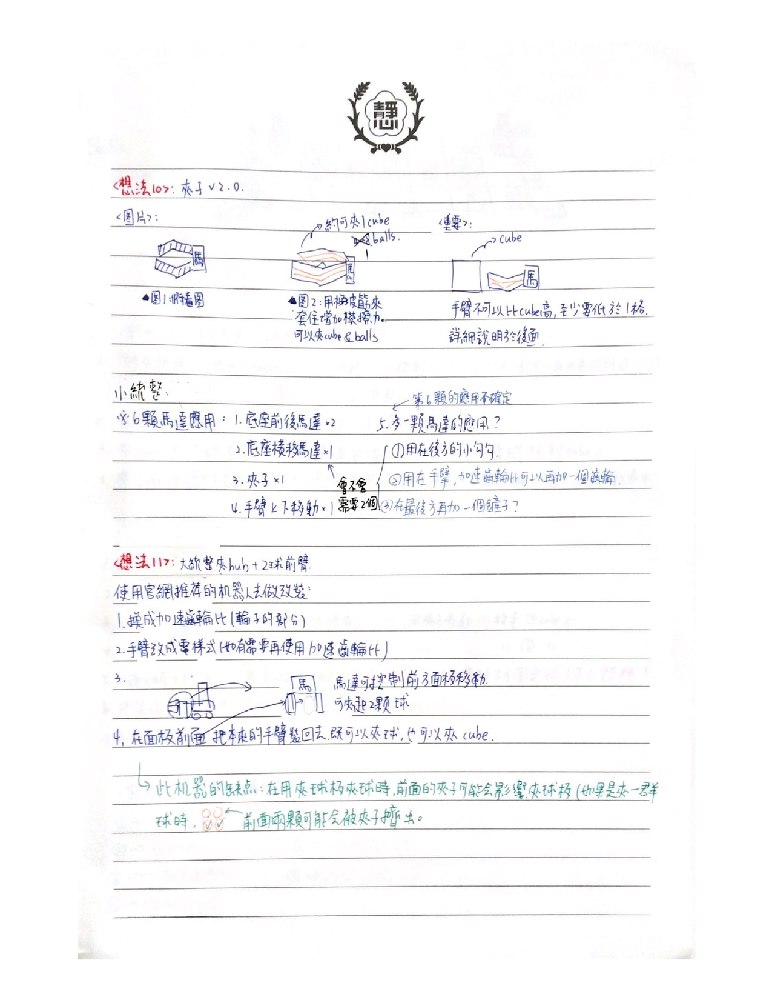 靜心
<想法10>: 夾子 v2.0.
<圖片>:
約可夾1cube
balls.
1
<重要>:
cube
馬
馬
馬
▲圖1:俯看圖
▲圖2:用橡皮筋夾
套住增加摩擦力。
可以夾cube & balls
手臂不可以比cube高,至少要低於1格.
詳細說明於後面.
小統整:
※6顆馬達應用: 1.底座前後馬達×2
2.底座橫移馬達×1
3.夾子×1
4.手臂上下移動×1
會不會
需要2個
第6顆的應用不確定
5.多一顆馬達的應用?
①用在後方的小勾勾.
②用在手臂,加速齒輪比可以再加一個齒輪.
③在最後方再加一個鏟子?
<想法11>: 大統整夾hub+2球前臂.
使用官網推荐的机器人去做改裝:
1.換成加速齒輪比(輪子的部分)
2.手臂改成電樣式(如有需要再使用加速齒輪比)
3.
馬
馬達可控制前方面板移動.
可夾起2顆球
4.在面板前面把本來的手臂裝回去.既可以夾球,也可以夾 cube.
此机器的缺點:在用夾球板夾球時,前面的夾子可能会影響夾球板(如果是夾一群
球時, 前面兩顆可能会被夾子擠出。